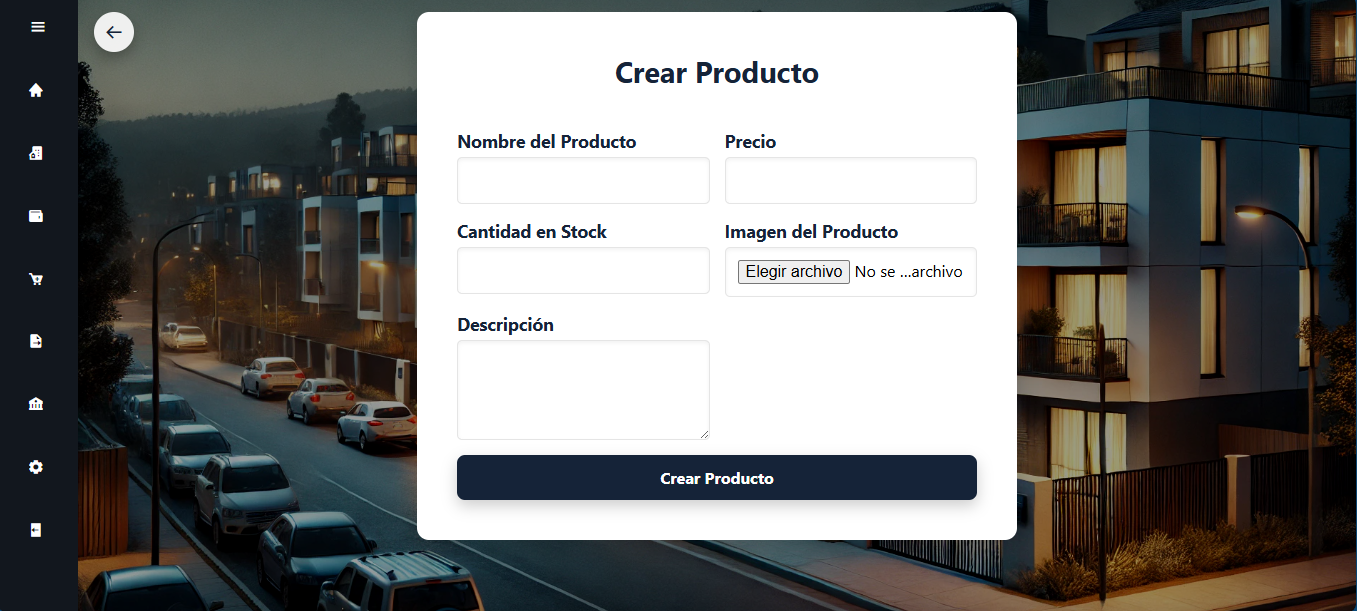 Crear Producto
Nombre del Producto
Precio
Cantidad en Stock
Imagen del Producto
Elegir archivo No se ...archivo
Descripción
Crear Producto